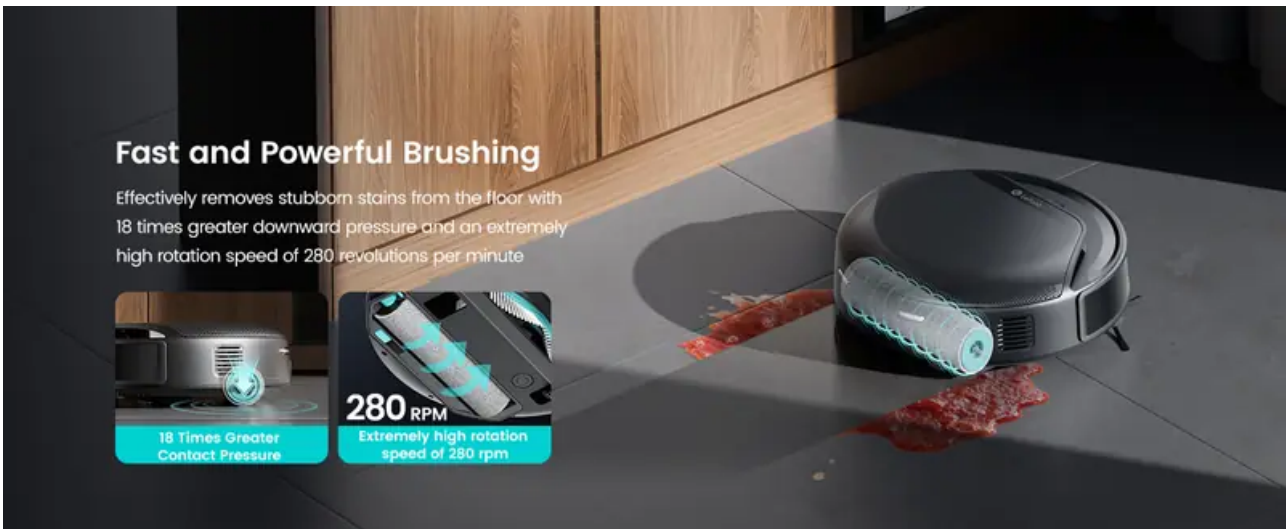 Fast and Powerful Brushing
Effectively removes stubborn stains from the floor with
18 times greater downward pressure and an extremely
high rotation speed of 280 revolutions per minute
18 Times Greater
Contact Pressure
280 RPM
Extremely high rotation
speed of 280 rpm